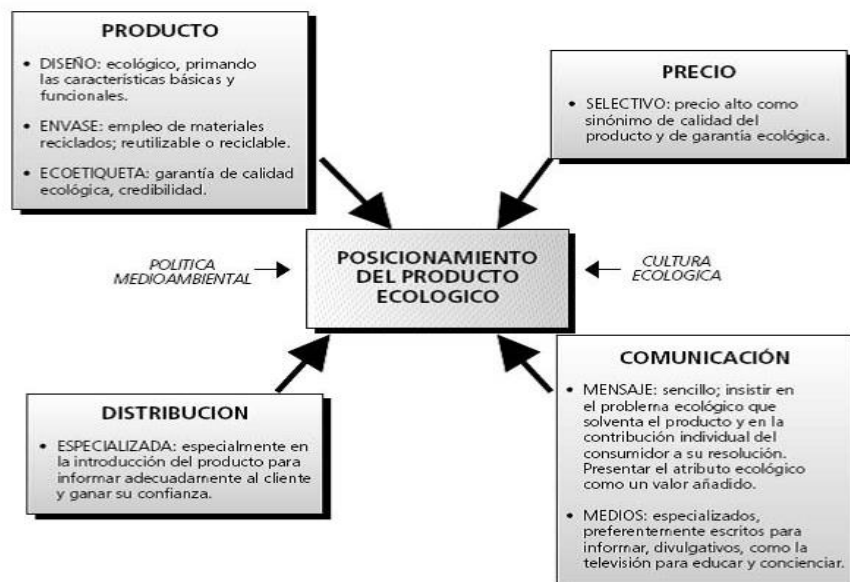 PRODUCTO
• DISEÑO: ecológico, primando
las características básicas y
funcionales.
• ENVASE: empleo de materiales
reciclados; reutilizable o reciclable.
• ECOETIQUETA: garantía de calidad
ecológica, credibilidad.
PRECIO
• SELECTIVO: precio alto como
sinónimo de calidad del
producto y de garantía ecológica.
POLITICA
MEDIOAMBIENTAL
POSICIONAMIENTO
DEL PRODUCTO
ECOLOGICO
CULTURA
ECOLOGICA
DISTRIBUCION
• ESPECIALIZADA: especialmente en
la introducción del producto para
informar adecuadamente al cliente
y ganar su confianza.
COMUNICACIÓN
• MENSAJE: sencillo; insistir en
el problema ecológico que
solventa el producto y en la
contribución individual del
consumidor a su resolución.
Presentar el atributo ecológico
como un valor añadido.
• MEDIOS: especializados,
preferentemente escritos para
informar, divulgativos, como la
televisión para educar y concienciar.